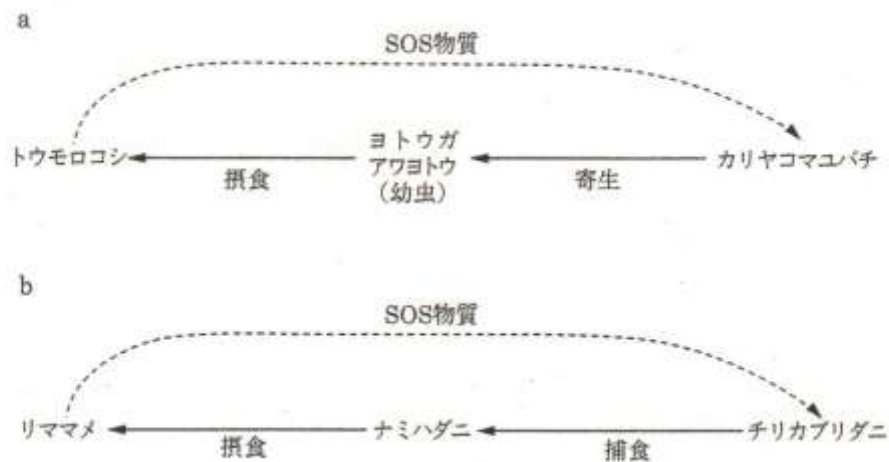 a
SOS物質
トウモロコシ
摂食
ヨトウガ
アワヨトウ
(幼虫)
寄生
カリヤコマユバチ
b
SOS物質
リママメ
摂食
ナミハダニ
捕食
チリカブリダニ